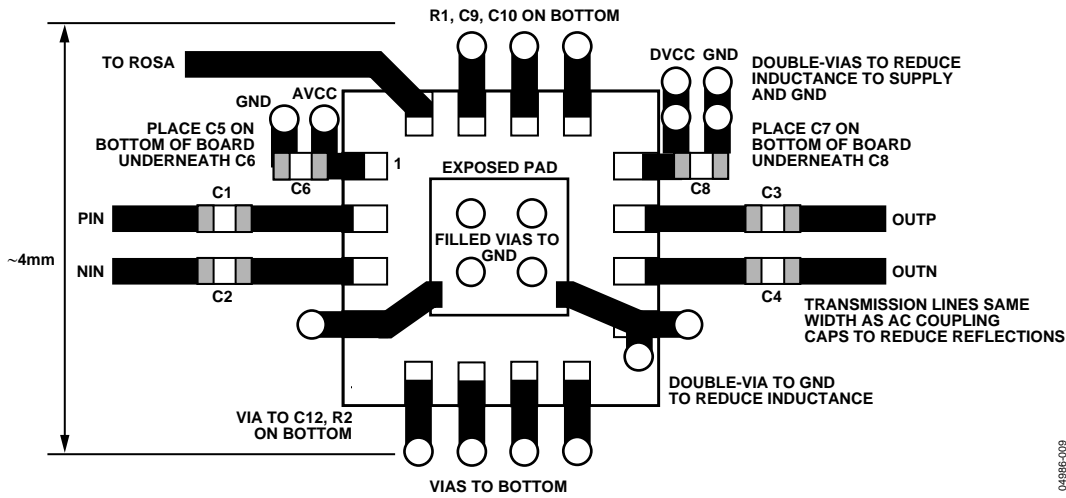 R1, C9, C10 ON BOTTOM
TO ROSA
DVCC GND
DOUBLE-VIAS TO REDUCE
INDUCTANCE TO SUPPLY
AND GND
GND
AVCC
PLACE C5 ON
BOTTOM OF BOARD
UNDERNEATH C6
PLACE C7 ON
BOTTOM OF BOARD
UNDERNEATH C8
1
EXPOSED PAD
C6
C8
C1
C3
PIN
OUTP
FILLED VIAS TO
GND
~4mm
NIN
OUTN
C2
C4
TRANSMISSION LINES SAME
WIDTH AS AC COUPLING
CAPS TO REDUCE REFLECTIONS
DOUBLE-VIA TO GND
TO REDUCE INDUCTANCE
VIA TO C12, R2
ON BOTTOM
VIAS TO BOTTOM
04986-009